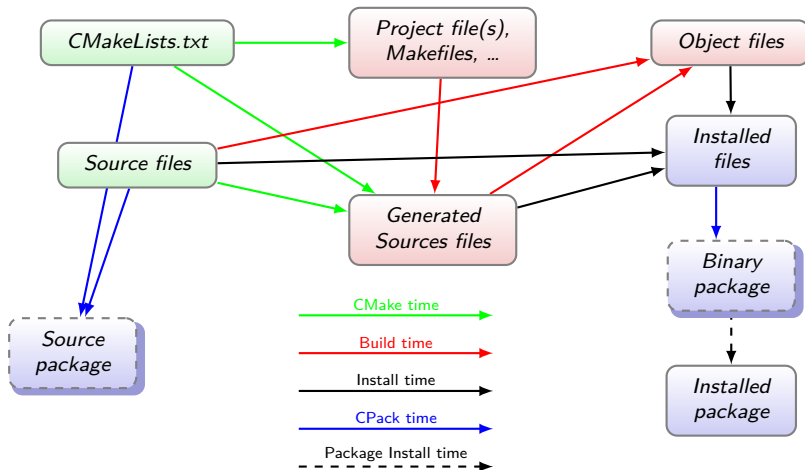 CMakeLists.txt
Project file(s),
Makefiles, ...
Object files
Source files
Installed
files
Generated
Sources files
Binary
package
Source
package
Installed
package
CMake time
Build time
Install time
CPack time
Package Install time